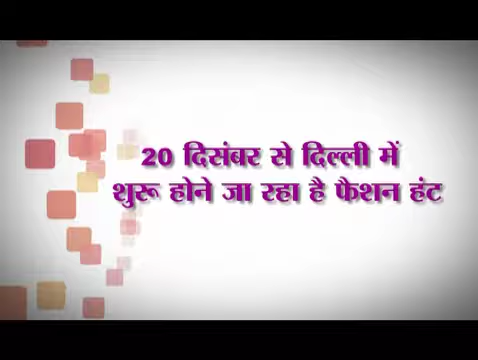 20 दिसंबर से दिल्ली में
शुरू होने जा रहा है फैशन हंट